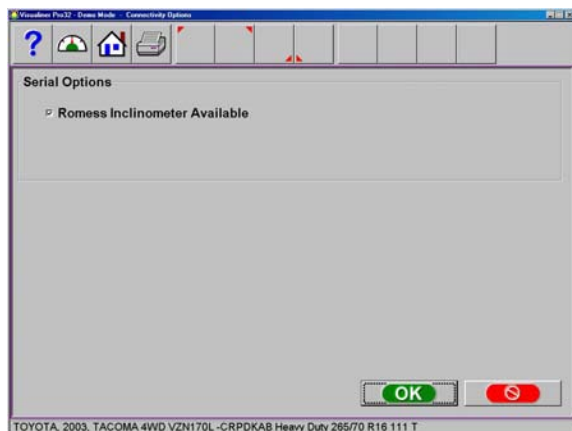 Visualiner Pro32 - Demo Mode - Connectivity Options
?
Serial Options
Romess Inclinometer Available
OK
TOYOTA, 2003, TACOMA 4WD VZN170L -CRPDKAB Heavy Duty 265/70 R16 111 T